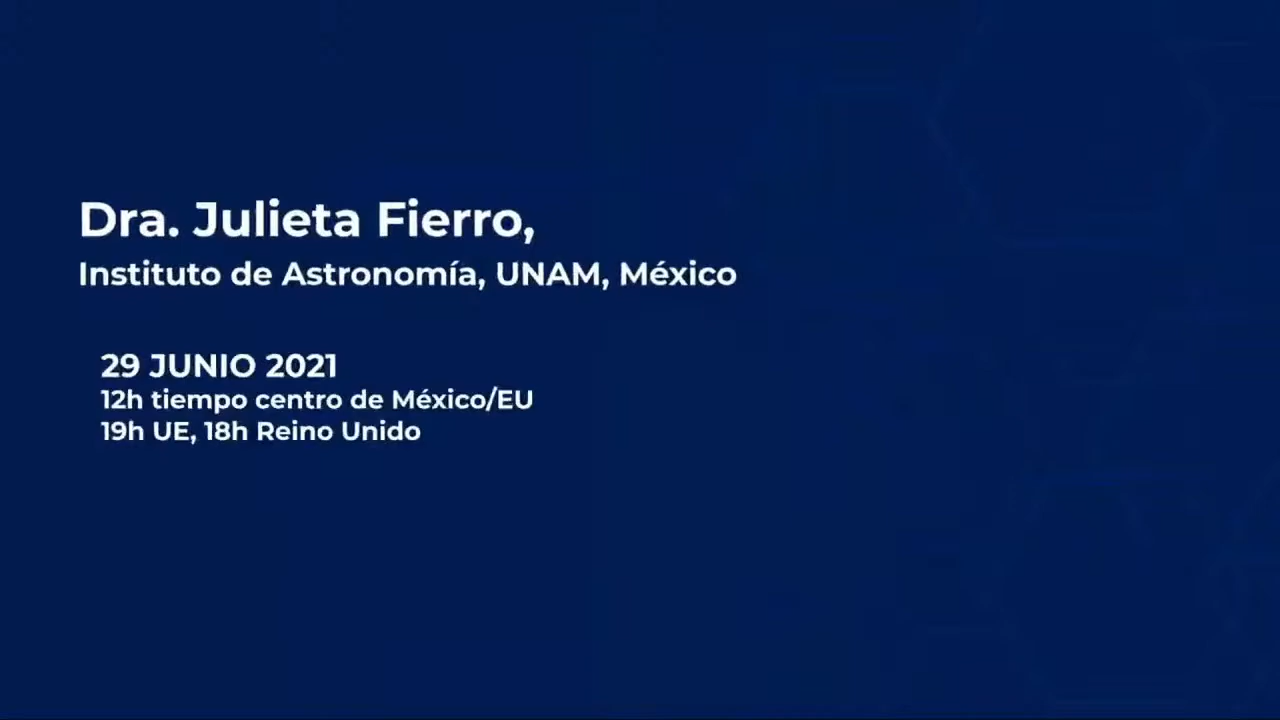 Dra. Julieta Fierro,
Instituto de Astronomía, UNAM, México
29 JUNIO 2021
12h tiempo centro de México/EU
19h UE, 18h Reino Unido